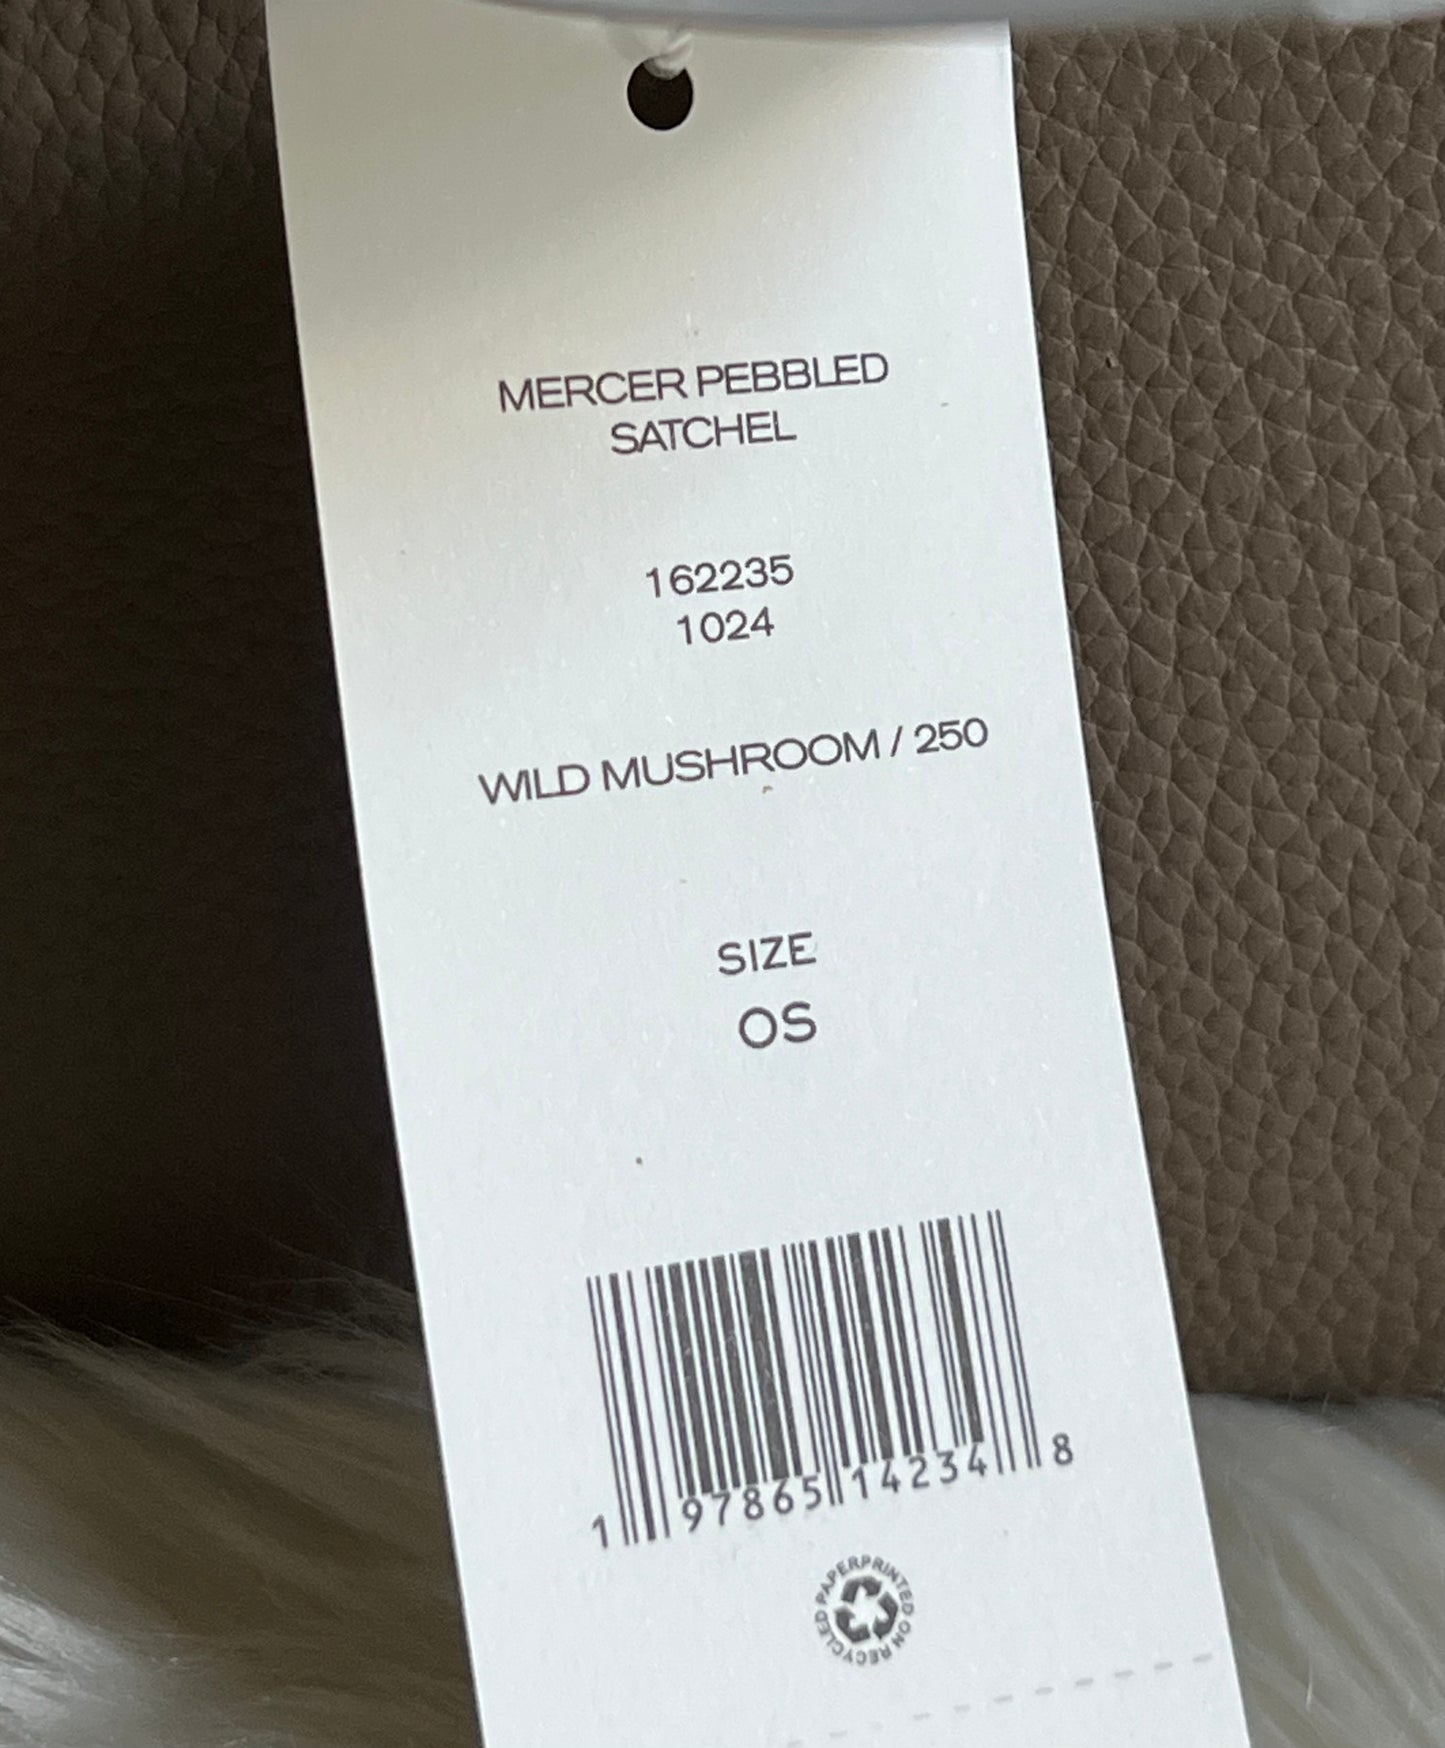 MERCER PEBBLED
SATCHEL
162235
1024
WILD MUSHROOM / 250
SIZE
OS
1 97865 14234 8
PRINTED ON RECYCLED PAPER